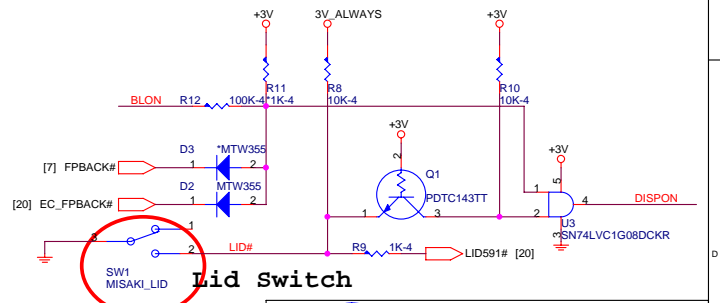 +3V 3V_ALWAYS +3V
R11 R8 R10
BLON R12 100K-4 *1K-4 10K-4 10K-4
+3V
D3 *MTW355 +3V
[7] FPBACK# 1 2 2 Q1 5
D2 MTW355 PDTC143TT 1
[20] EC_FPBACK# 1 2 4 DISPON
1 3 2
1 U3
3 SN74LVC1G08DCKR
3 2 LID# R9 1K-4 LID591# [20]
D
SW1 Lid Switch
MISAKI_LID